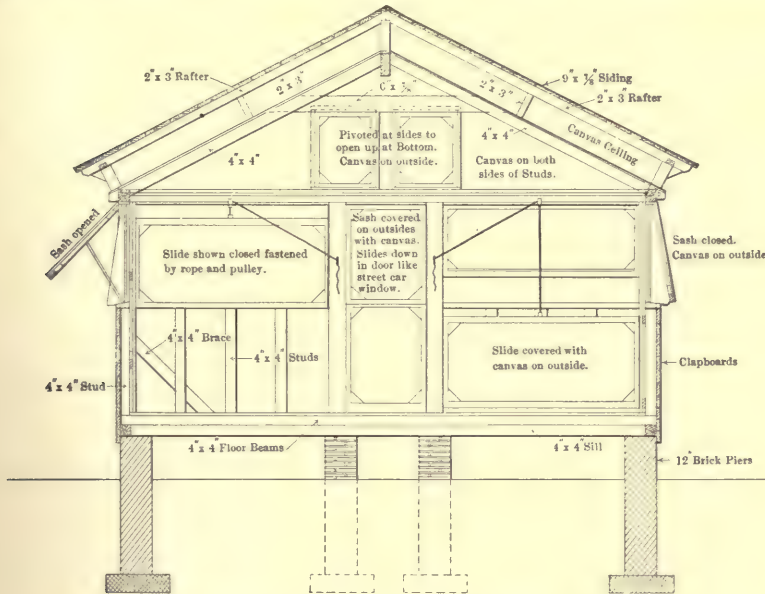 2" x 3" Rafter
2" x 3"
6" x 7/8"
2" x 3"
9" x 7/8" Siding
2" x 3" Rafter
4" x 4"
Pivoted at sides to
open up at Bottom.
Canvas on outside.
4" x 4"
Canvas Ceiling
Canvas on both
sides of Studs.
Sash opened
Slide shown closed fastened
by rope and pulley.
Sash covered
on outsides
with canvas.
Slides down
in door like
street car
window.
Sash closed.
Canvas on outside
4" x 4" Brace
4" x 4" Studs
4" x 4" Stud
Slide covered with
canvas on outside.
Clapboards
4" x 4" Floor Beams
4" x 4" Sill
12" Brick Piers